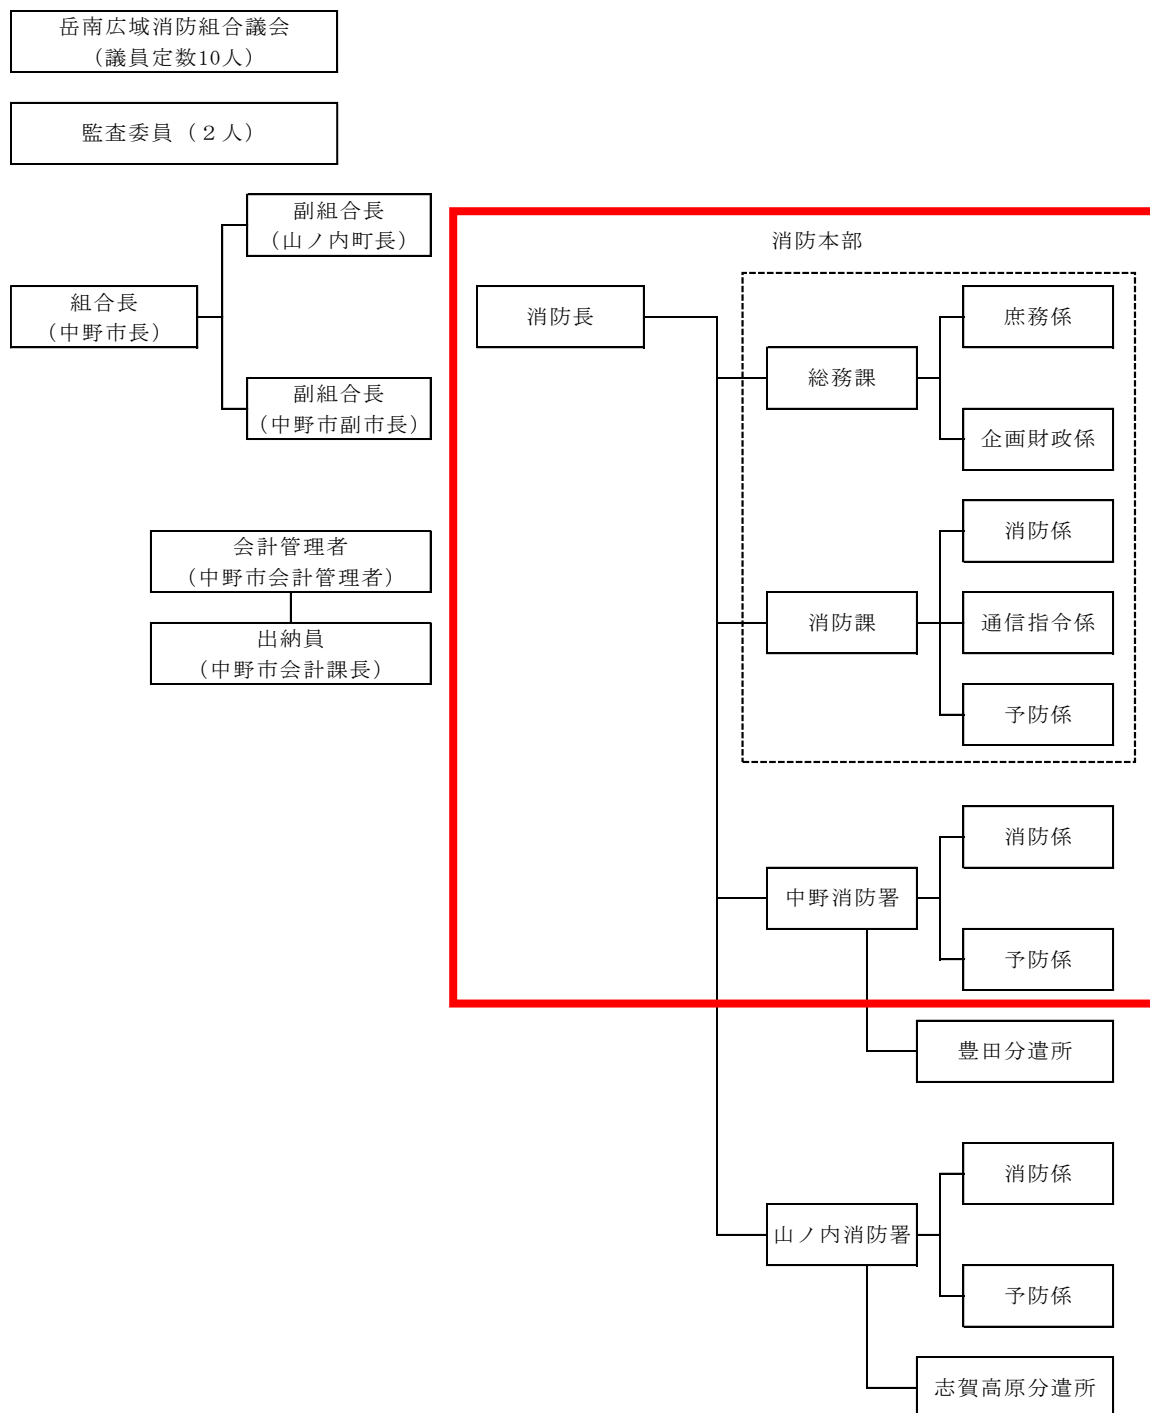 岳南広域消防組合議会
（議員定数10人）
監査委員（２人）
副組合長
（山ノ内町長）
組合長
（中野市長）
副組合長
（中野市副市長）
会計管理者
（中野市会計管理者）
出納員
（中野市会計課長）
消防本部
消防長
総務課
庶務係
企画財政係
消防課
消防係
通信指令係
予防係
中野消防署
消防係
予防係
豊田分遣所
山ノ内消防署
消防係
予防係
志賀高原分遣所